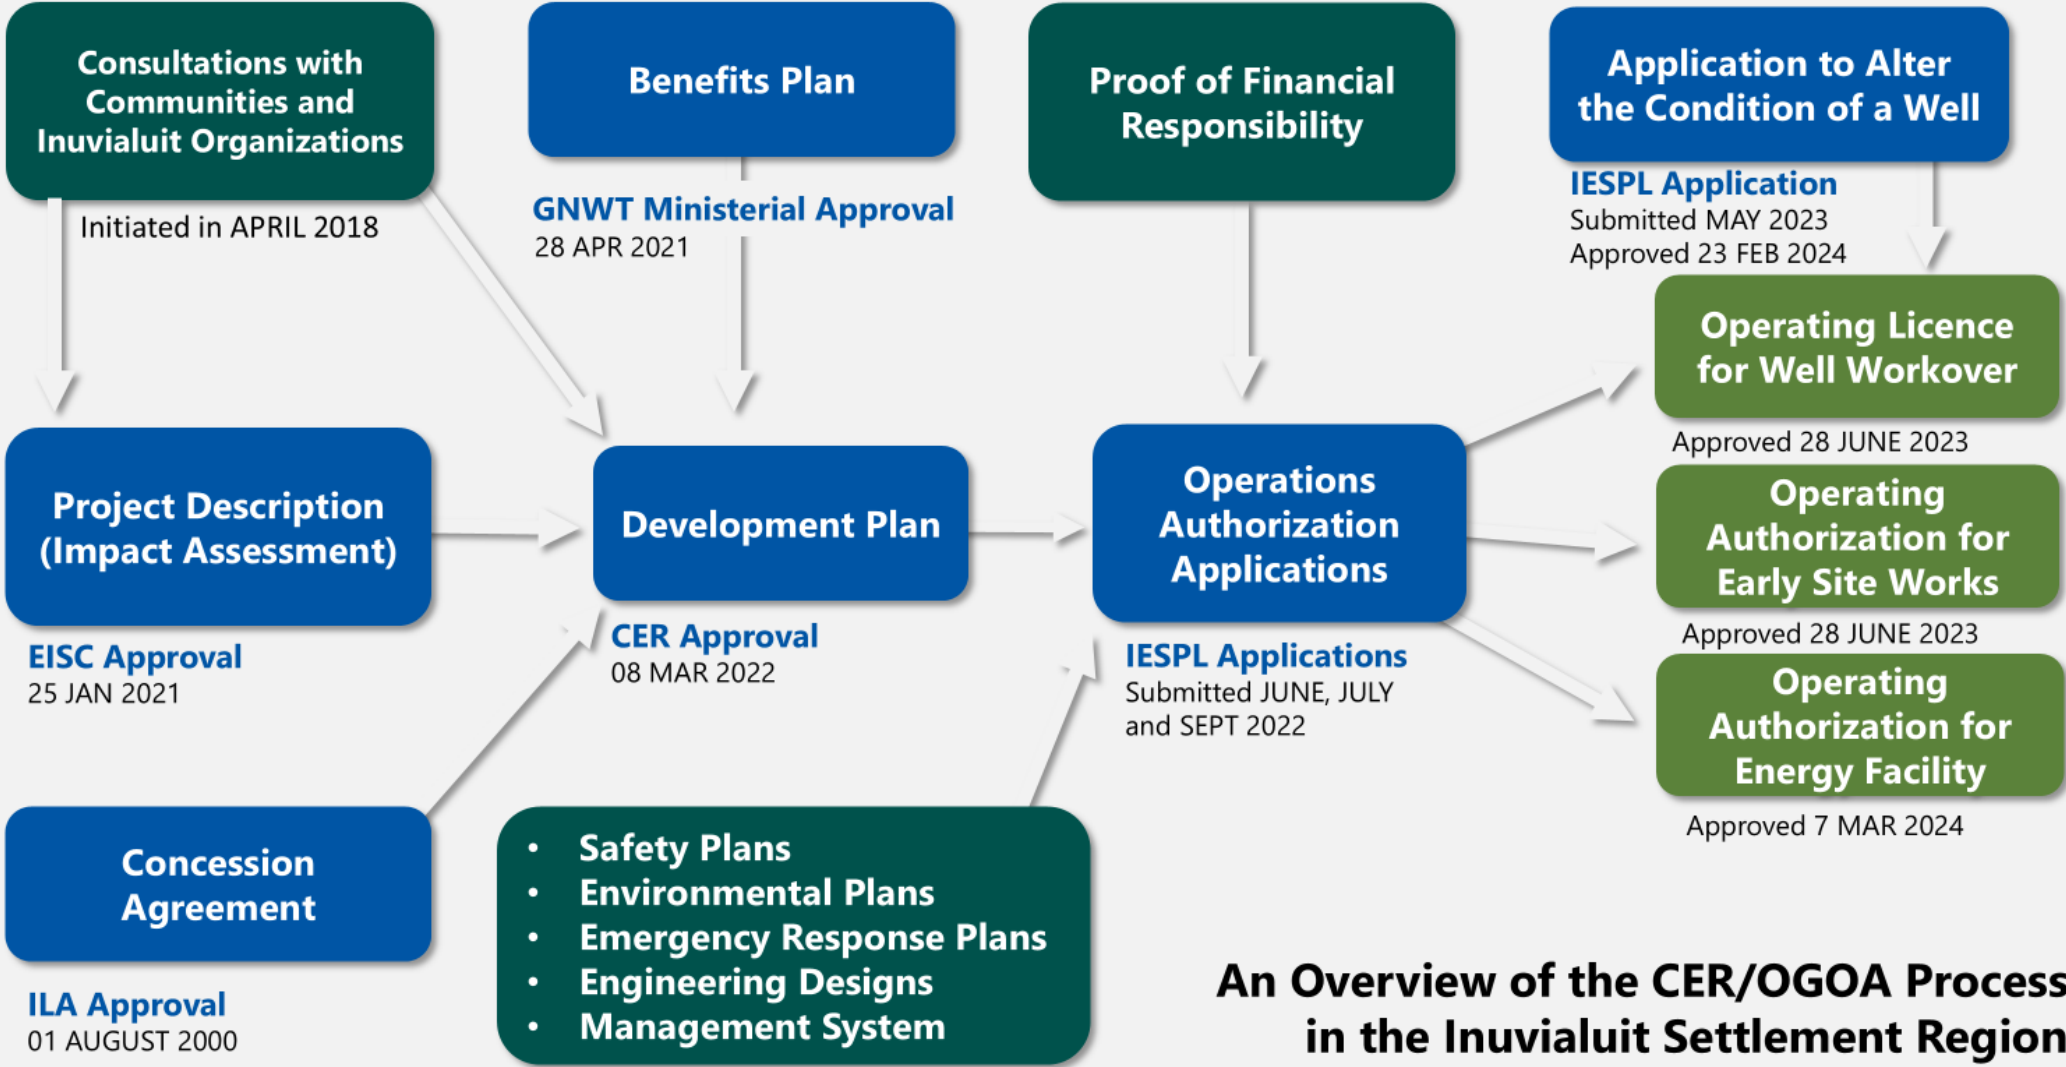 Consultations with
Communities and
Inuvialuit Organizations
Initiated in APRIL 2018
Benefits Plan
GNWT Ministerial Approval
28 APR 2021
Proof of Financial
Responsibility
Application to Alter
the Condition of a Well
IESPL Application
Submitted MAY 2023
Approved 23 FEB 2024
Operating Licence
for Well Workover
Approved 28 JUNE 2023
Project Description
(Impact Assessment)
EISC Approval
25 JAN 2021
Development Plan
CER Approval
08 MAR 2022
Operations
Authorization
Applications
IESPL Applications
Submitted JUNE, JULY
and SEPT 2022
Operating
Authorization for
Early Site Works
Approved 28 JUNE 2023
Operating
Authorization for
Energy Facility
Approved 7 MAR 2024
Concession
Agreement
ILA Approval
01 AUGUST 2000
• Safety Plans
• Environmental Plans
• Emergency Response Plans
• Engineering Designs
• Management System
An Overview of the CER/OGOA Process
in the Inuvialuit Settlement Region